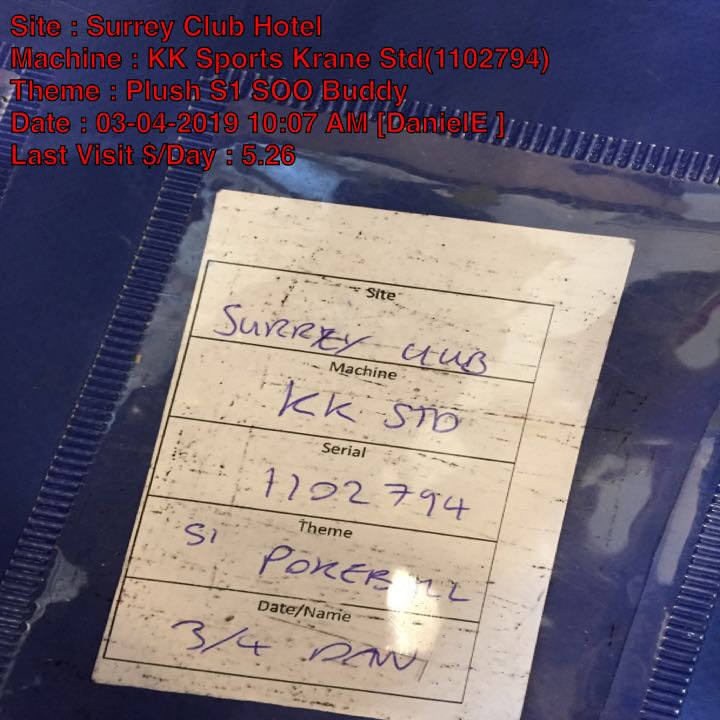 Site : Surrey Club Hotel
Machine : KK Sports Krane Std(1102794)
Theme : Plush S1 SOO Buddy
Date : 03-04-2019 10:07 AM [DanielE ]
Last Visit $/Day : 5.26
Site
SURREY CLUB
Machine
KK STD
Serial
1102794
Theme
S1 POKEBALL
Date/Name
3/4 DAN